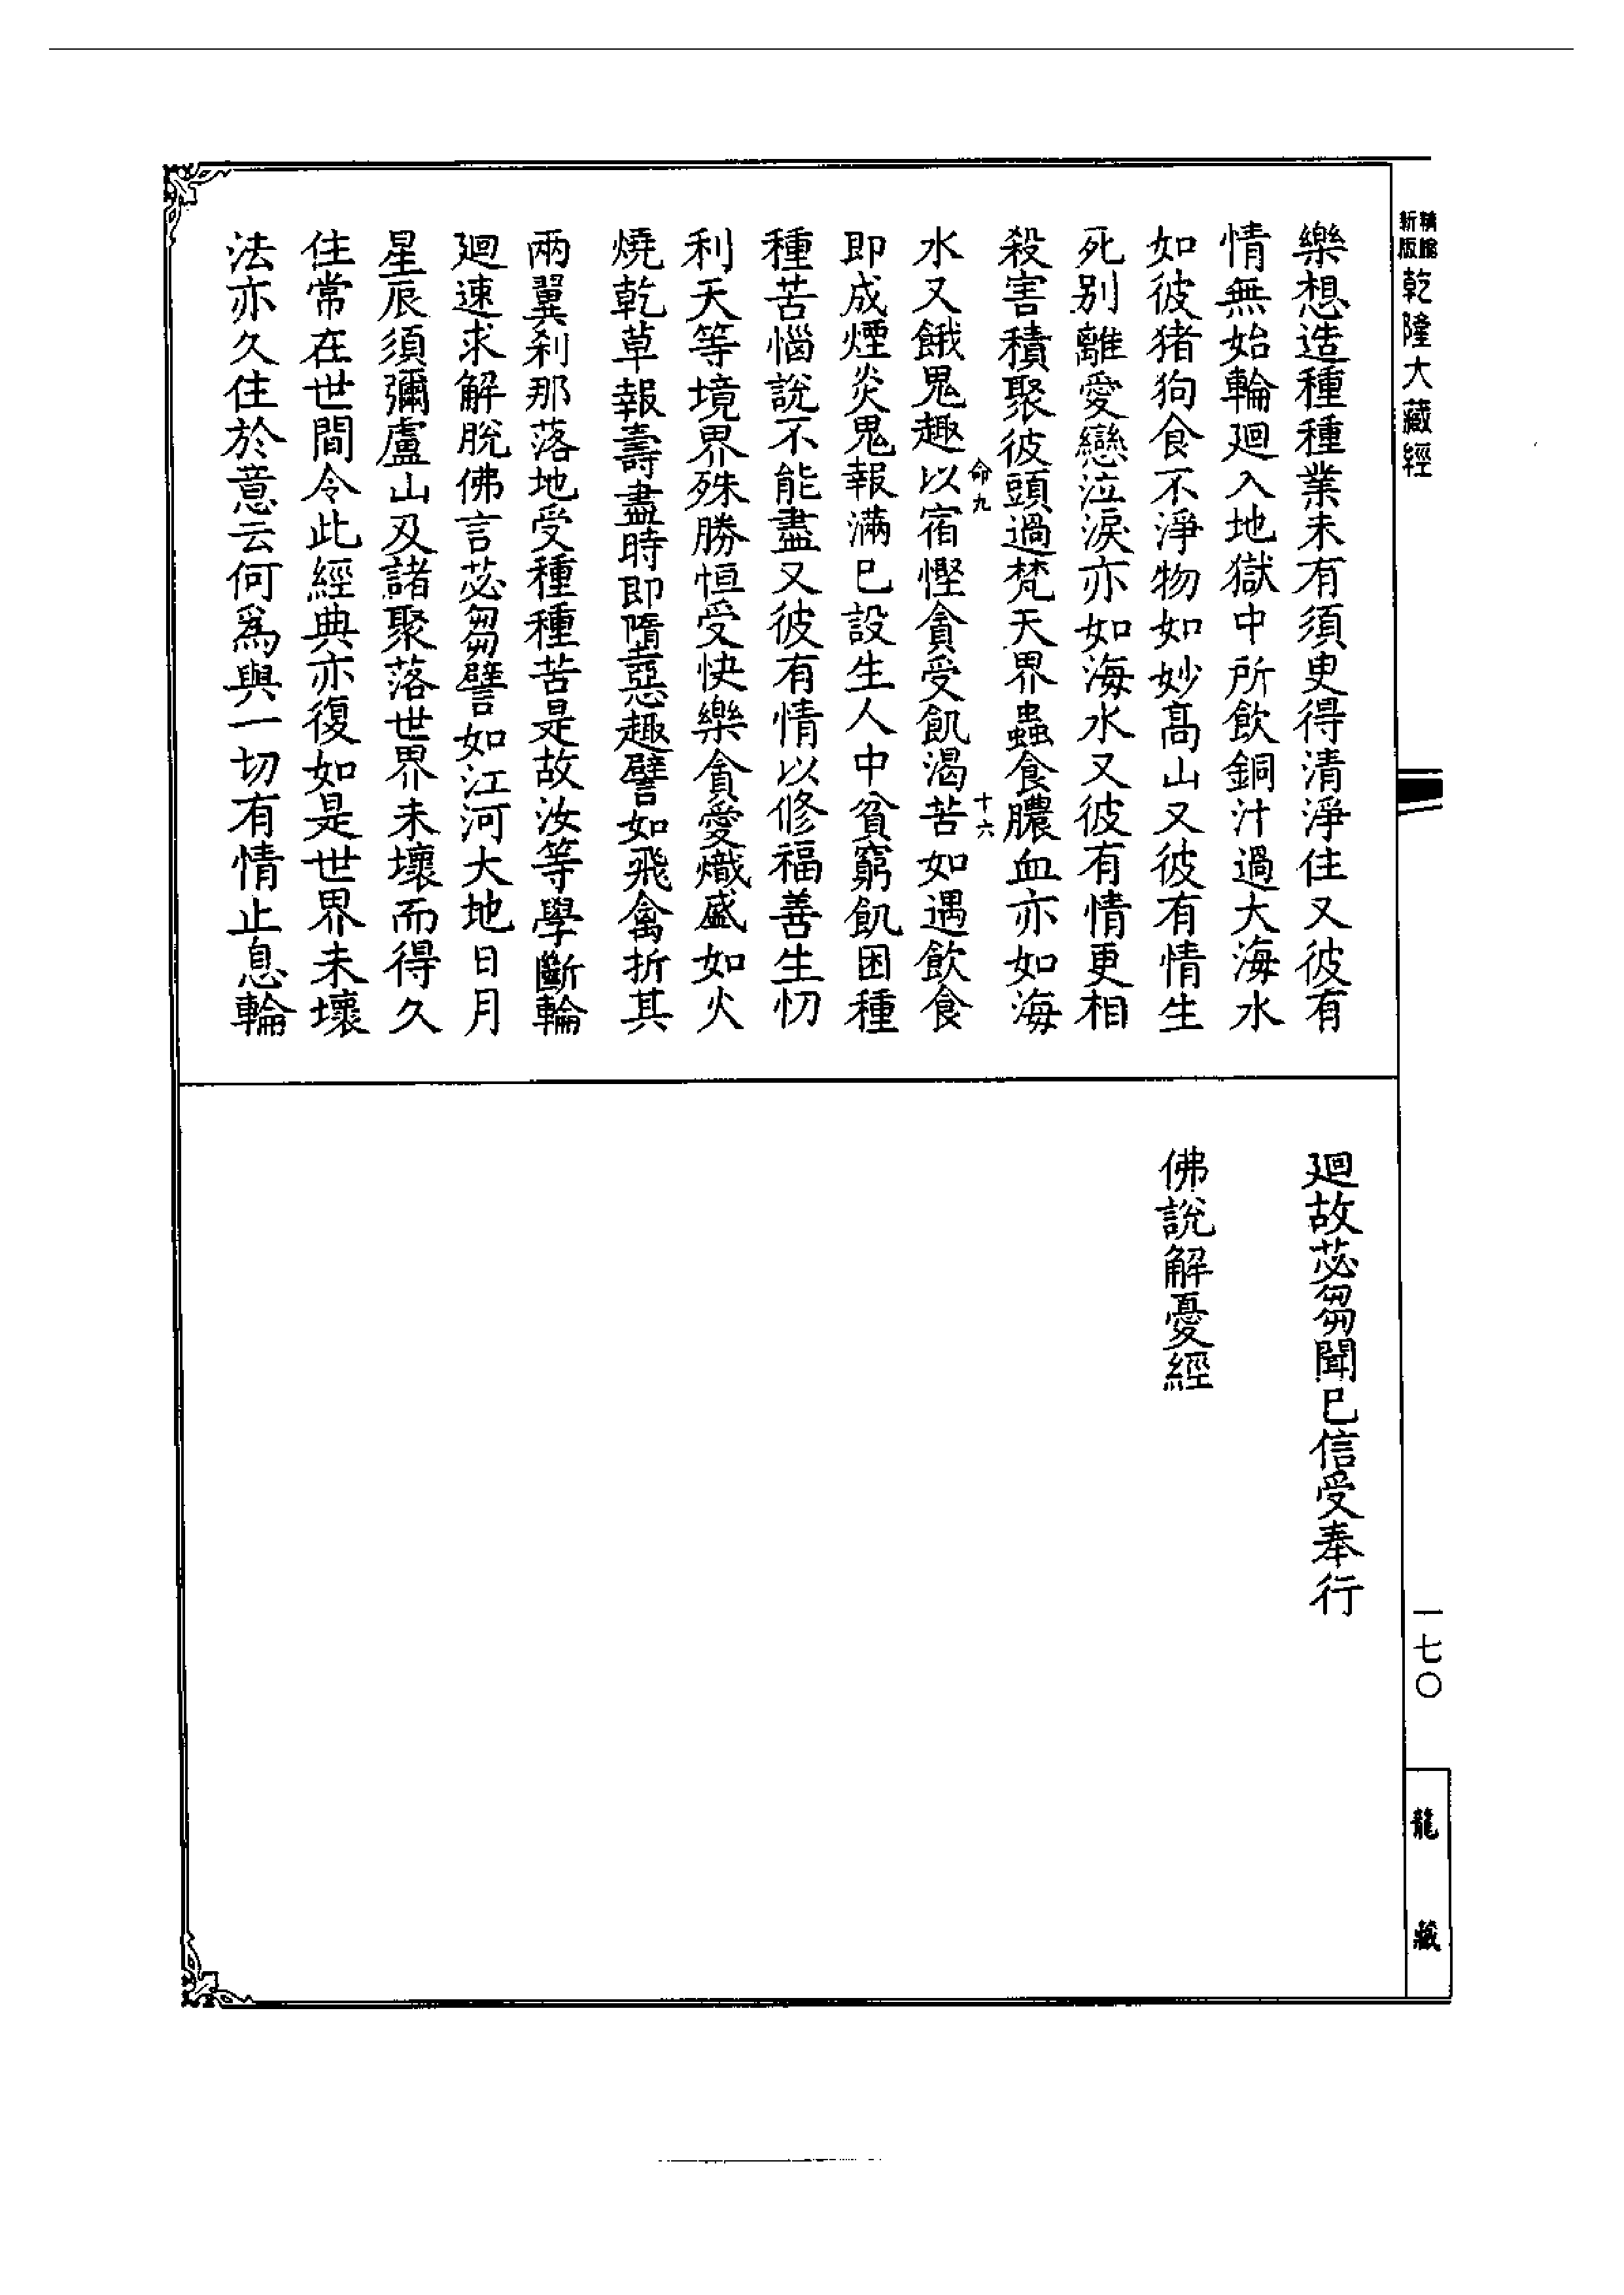 精縮
新版
乾隆大藏經
樂想造種種業未有須臾得清淨住又彼有
情無始輪廻入地獄中所飲銅汁過大海水
如彼猪狗食不淨物如妙高山又彼有情生
死別離愛戀泣淚亦如海水又彼有情更相
殺害積聚彼頭過梵天界蟲食膿血亦如海
命九
十六
水又餓鬼趣以宿慳貪受飢渴苦如遇飲食
即成煙炎鬼報滿已設生人中貧窮飢困種
種苦惱說不能盡又彼有情以修福善生忉
利天等境界殊勝恒受快樂貪愛熾盛如火
燒乾草報壽盡時即墮惡趣譬如飛禽折其
兩翼剎那落地受種種苦是故汝等學斷輪
廻速求解脫佛言苾芻譬如江河大地日月
星辰須彌盧山及諸聚落世界未壞而得久
住常在世間令此經典亦復如是世界未壞
法亦久住於意云何爲與一切有情止息輪
廻故苾芻聞已信受奉行
佛說解憂經
一七〇
龍藏